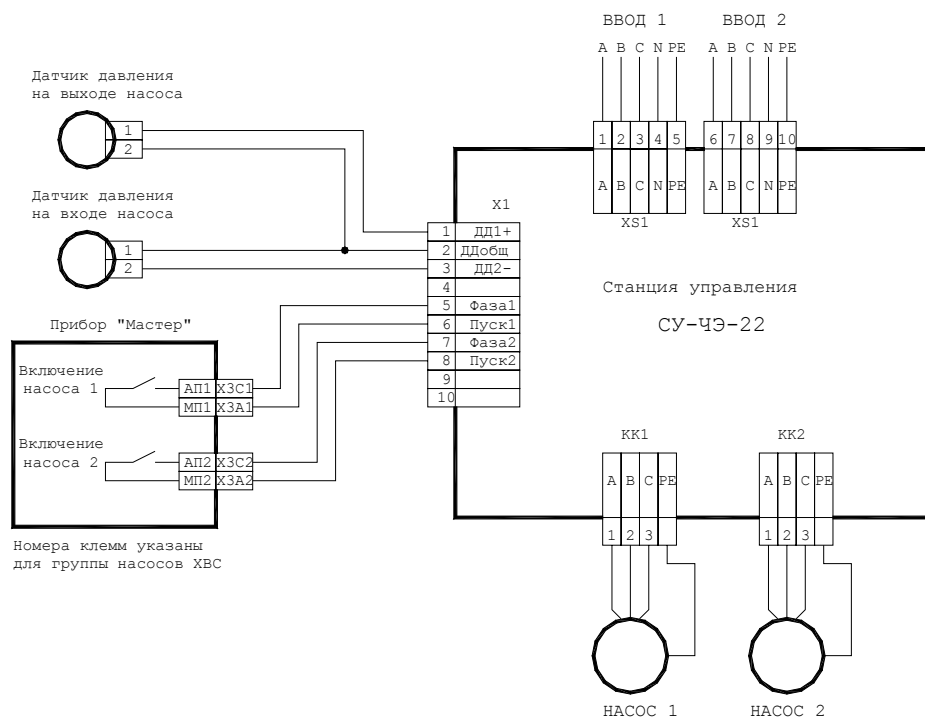 ВВОД 1
ВВОД 2
A B C N PE
A B C N PE
Датчик давления
на выходе насоса
1
2
1 2 3 4 5
6 7 8 9 10
A B C N PE
A B C N PE
XS1
XS1
Датчик давления
на входе насоса
1
2
X1
1 ДД1+
2 ДДобщ
3 ДД2-
4
5 Фаза1
6 Пуск1
7 Фаза2
8 Пуск2
9
10
Станция управления
СУ-ЧЭ-22
Прибор "Мастер"
Включение
насоса 1
АП1 X3C1
МП1 X3A1
Включение
насоса 2
АП2 X3C2
МП2 X3A2
Номера клемм указаны
для группы насосов ХВС
КК1
КК2
A B C PE
A B C PE
1 2 3
1 2 3
НАСОС 1
НАСОС 2